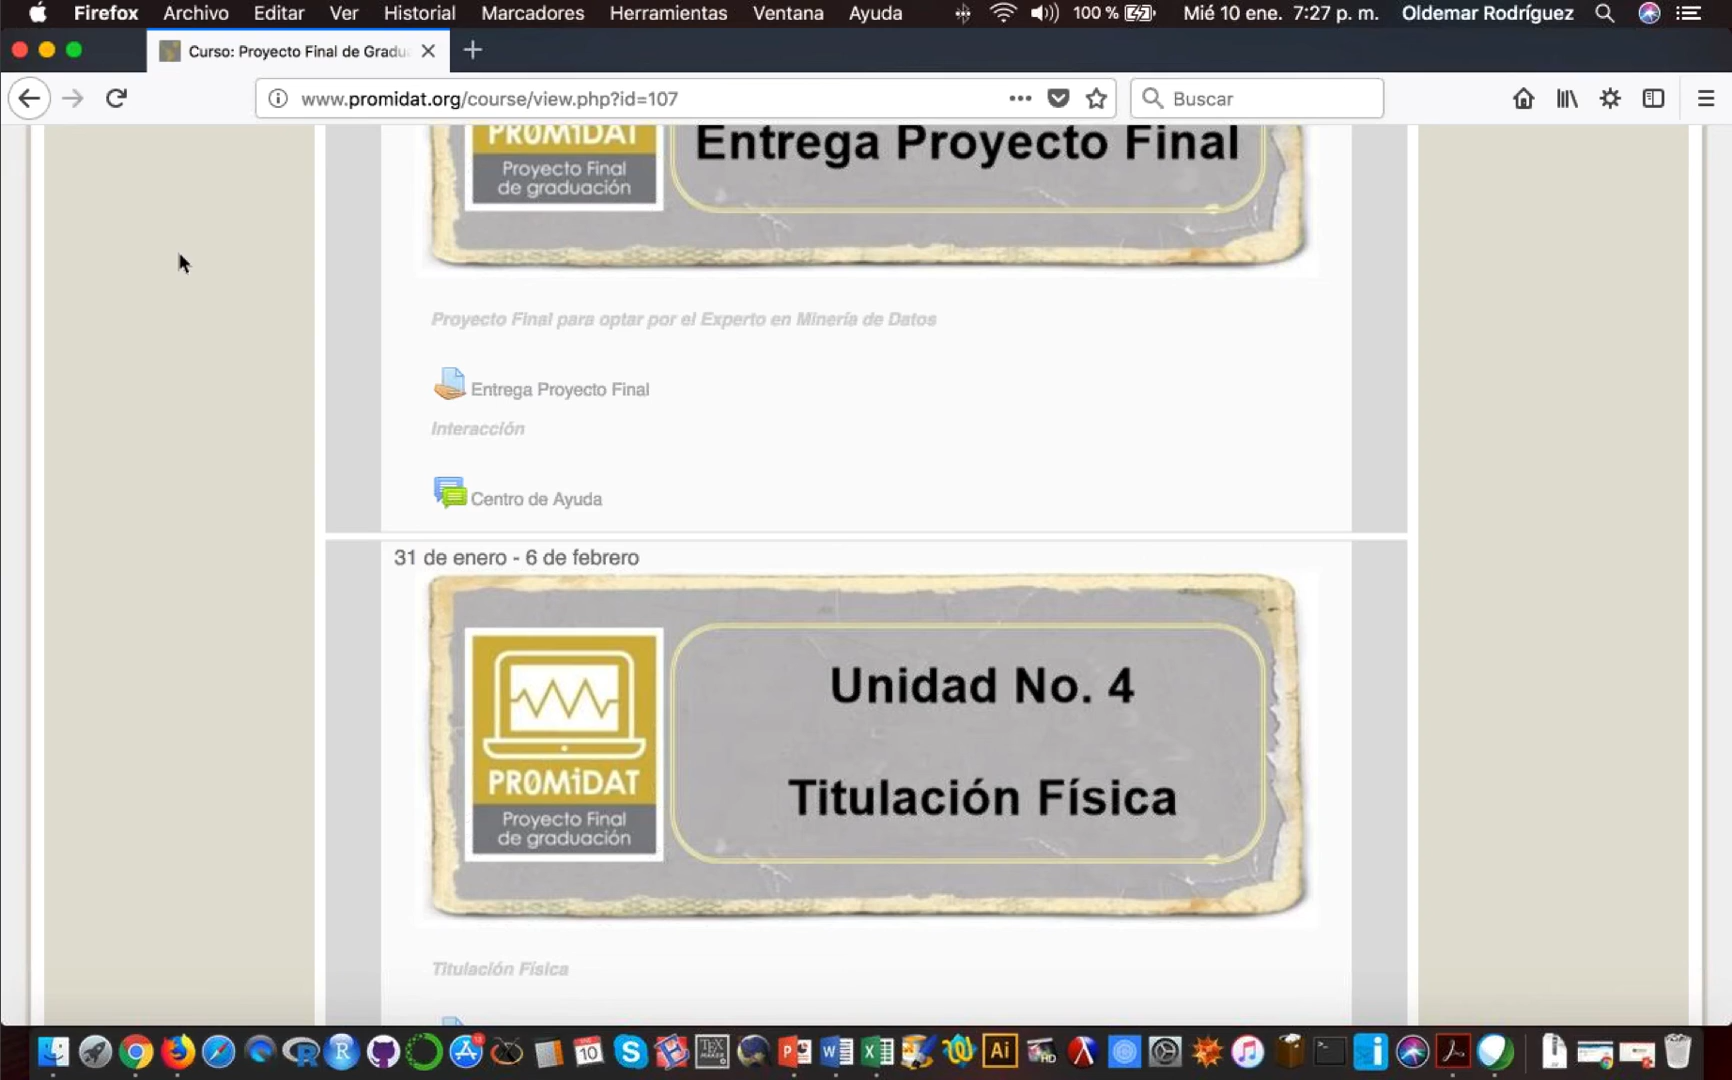 Firefox Archivo Editar Ver Historial Marcadores Herramientas Ventana Ayuda 100 % Mié 10 ene. 7:27 p. m. Oldemar Rodríguez
Curso: Proyecto Final de Gradu
www.promidat.org/course/view.php?id=107 Buscar
PR0MiDAT
Proyecto Final
de graduación
Entrega Proyecto Final
Proyecto Final para optar por el Experto en Minería de Datos
Entrega Proyecto Final
Interacción
Centro de Ayuda
31 de enero - 6 de febrero
PR0MiDAT
Proyecto Final
de graduación
Unidad No. 4
Titulación Física
Titulación Física